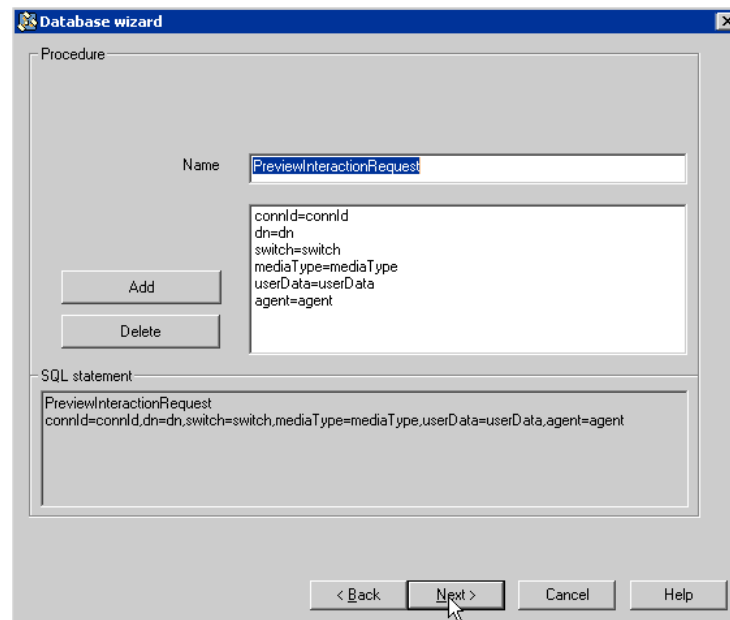 Database wizard
Procedure
Name
PreviewInteractionRequest
connId=connId
dn=dn
switch=switch
mediaType=mediaType
userData=userData
agent=agent
Add
Delete
SQL statement
PreviewInteractionRequest
connId=connId,dn=dn,switch=switch,mediaType=mediaType,userData=userData,agent=agent
< Back
Next >
Cancel
Help